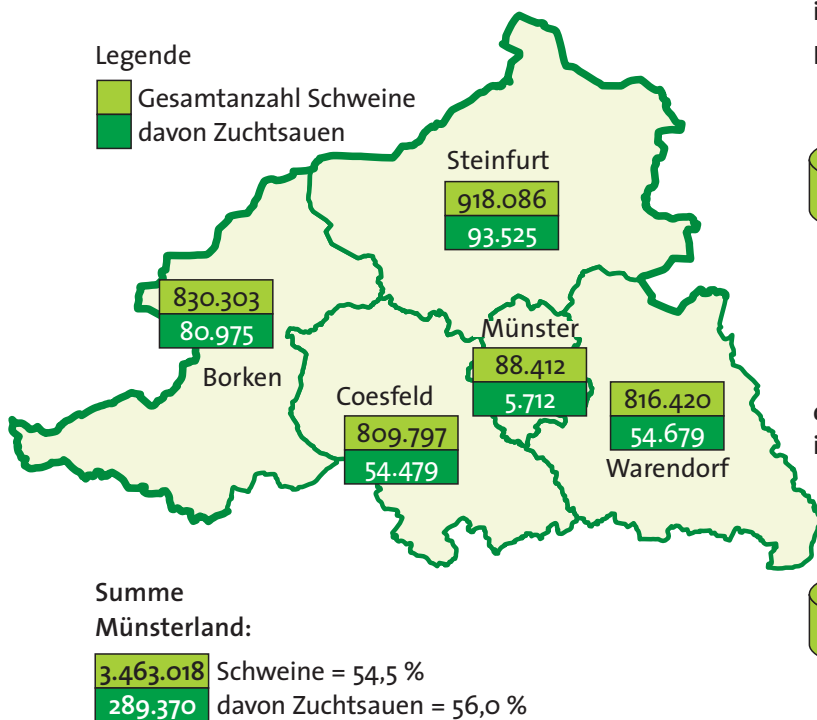 Legende
Gesamtanzahl Schweine
davon Zuchtsauen
Steinfurt
918.086
93.525
830.303
80.975
Borken
Münster
88.412
5.712
Coesfeld
809.797
54.479
816.420
54.679
Warendorf
Summe
Münsterland:
3.463.018 Schweine = 54,5 %
289.370 davon Zuchtsauen = 56,0 %